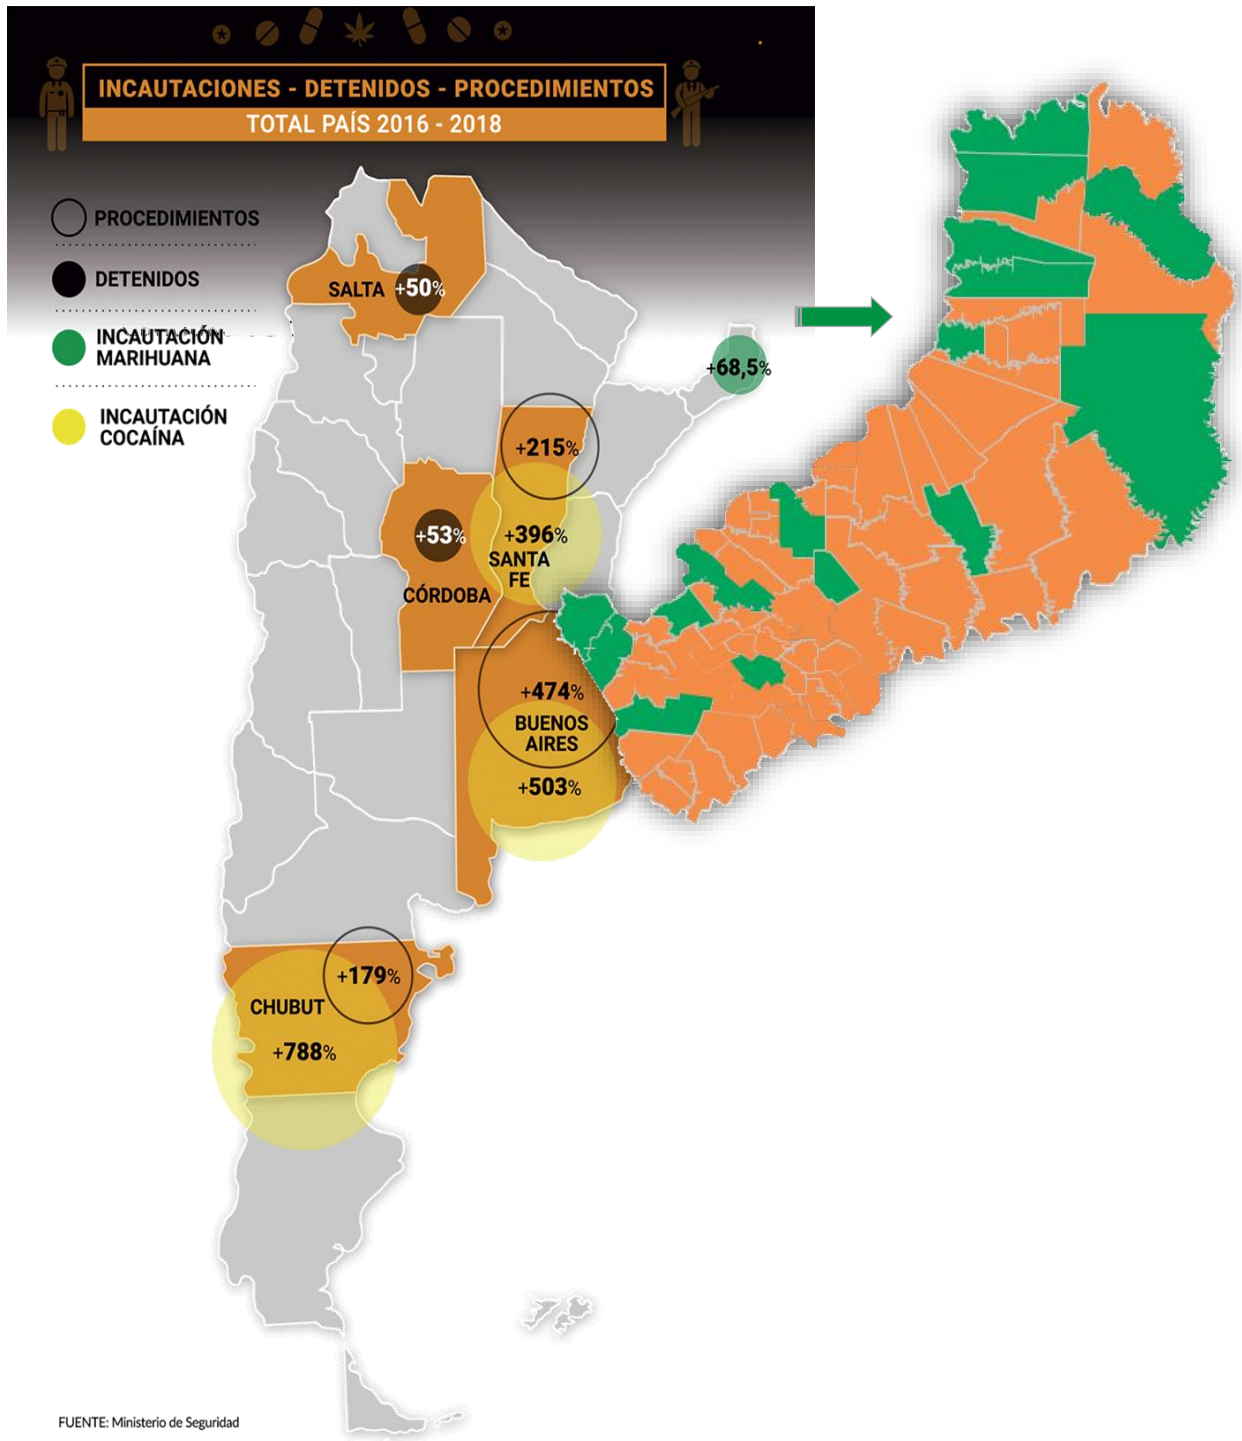 INCAUTACIONES - DETENIDOS - PROCEDIMIENTOS
TOTAL PAÍS 2016 - 2018
PROCEDIMIENTOS
DETENIDOS
INCAUTACIÓN
MARIHUANA
INCAUTACIÓN
COCAÍNA
SALTA
+50%
+68,5%
+215%
+53%
+396%
SANTA
FE
CÓRDOBA
+474%
BUENOS
AIRES
+503%
+179%
CHUBUT
+788%
FUENTE: Ministerio de Seguridad